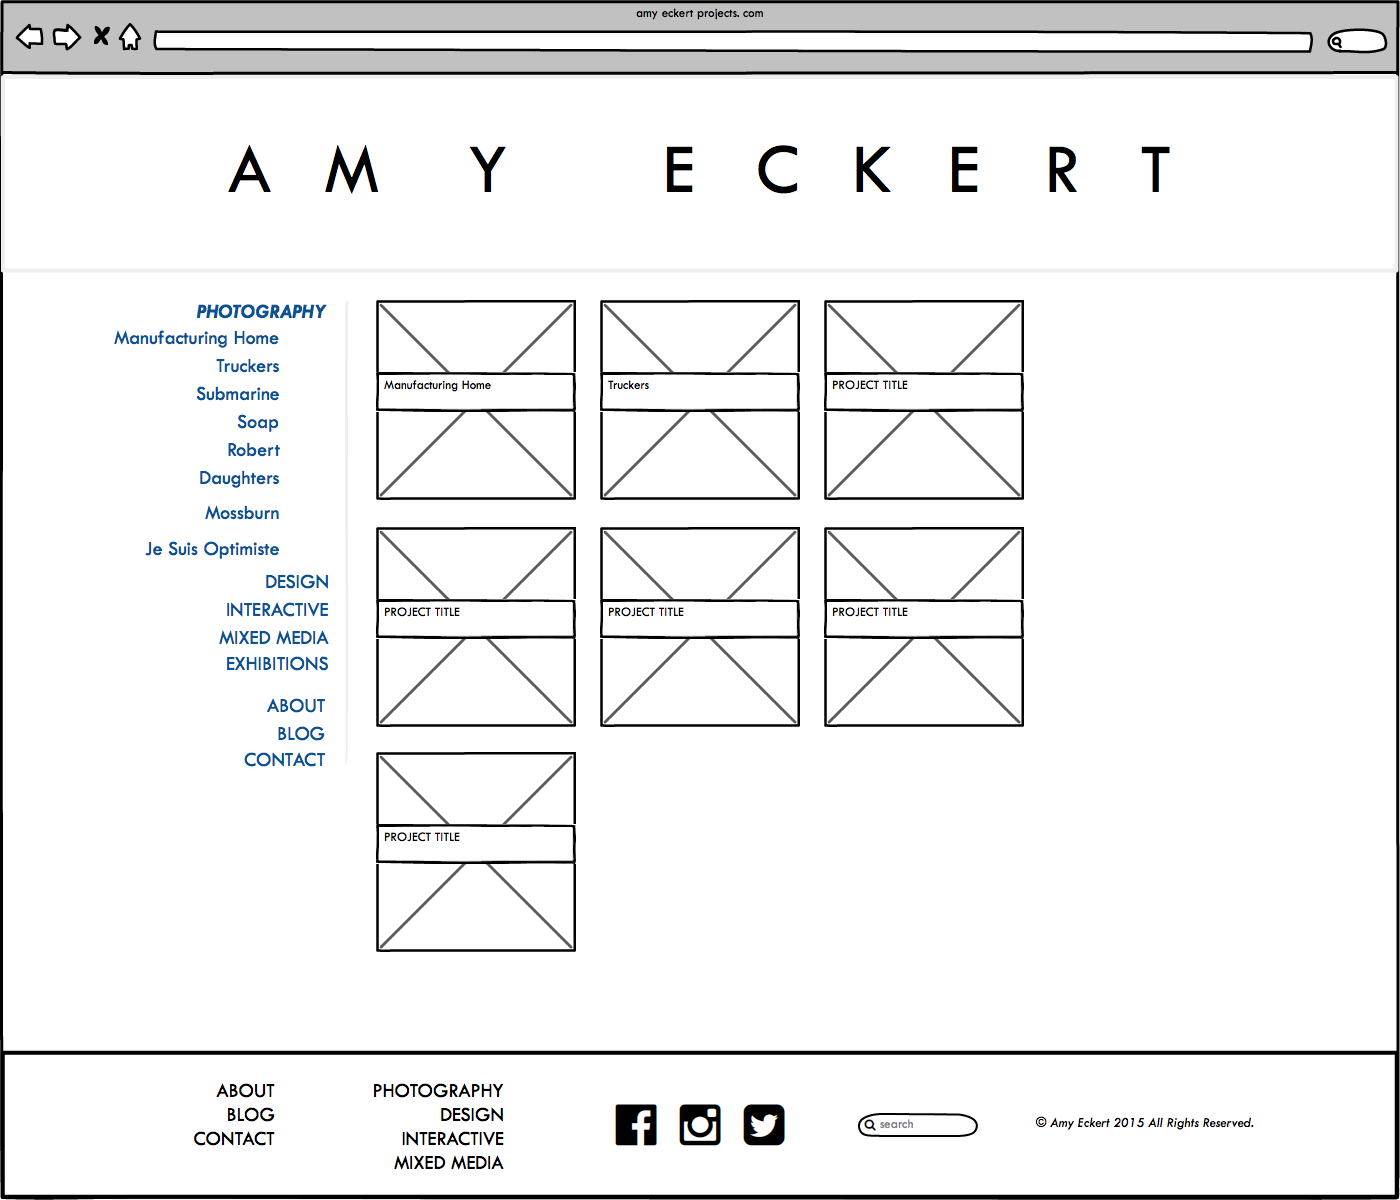 amy eckert projects. com
AMY ECKERT
PHOTOGRAPHY
Manufacturing Home
Truckers
Submarine
Soap
Robert
Daughters
Mossburn
Je Suis Optimiste
DESIGN
INTERACTIVE
MIXED MEDIA
EXHIBITIONS
ABOUT
BLOG
CONTACT
Manufacturing Home
Truckers
PROJECT TITLE
PROJECT TITLE
PROJECT TITLE
PROJECT TITLE
PROJECT TITLE
ABOUT
BLOG
CONTACT
PHOTOGRAPHY
DESIGN
INTERACTIVE
MIXED MEDIA
search
© Amy Eckert 2015 All Rights Reserved.